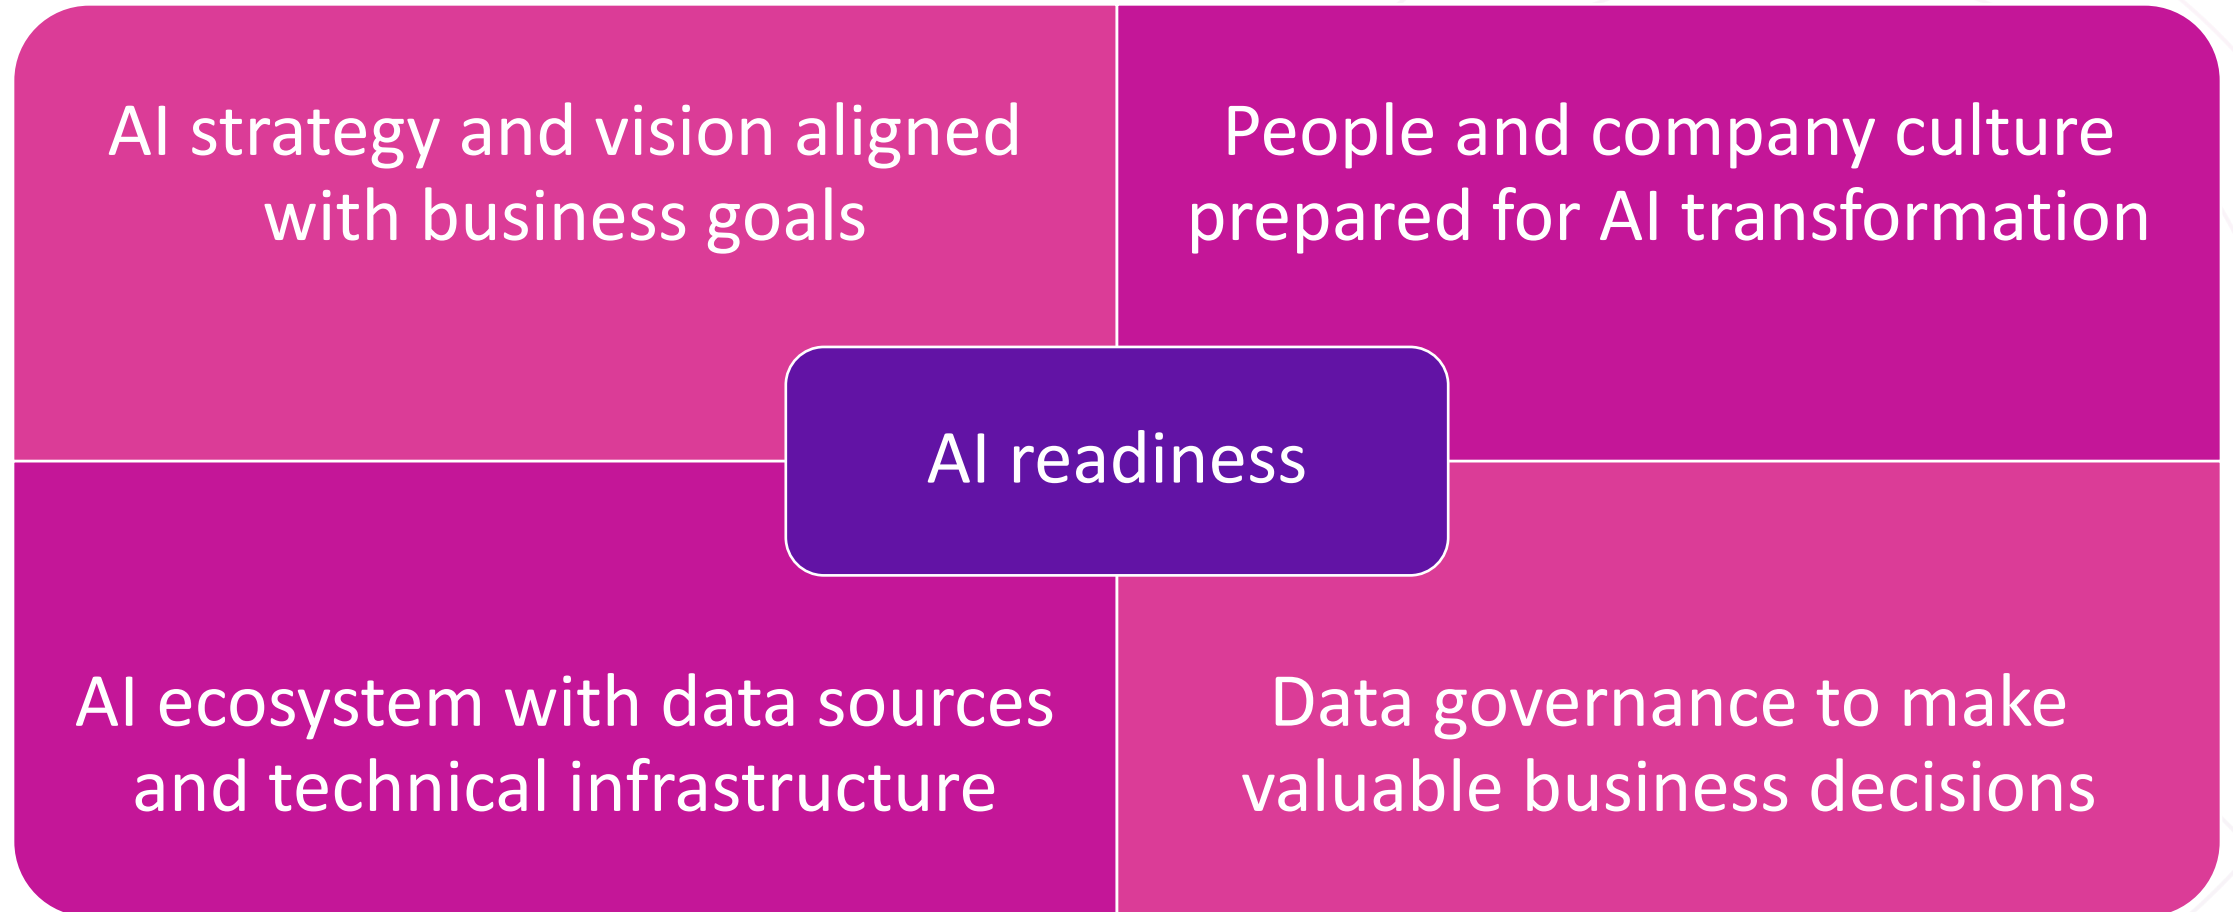 AI strategy and vision aligned
with business goals
People and company culture
prepared for AI transformation
AI readiness
AI ecosystem with data sources
and technical infrastructure
Data governance to make
valuable business decisions